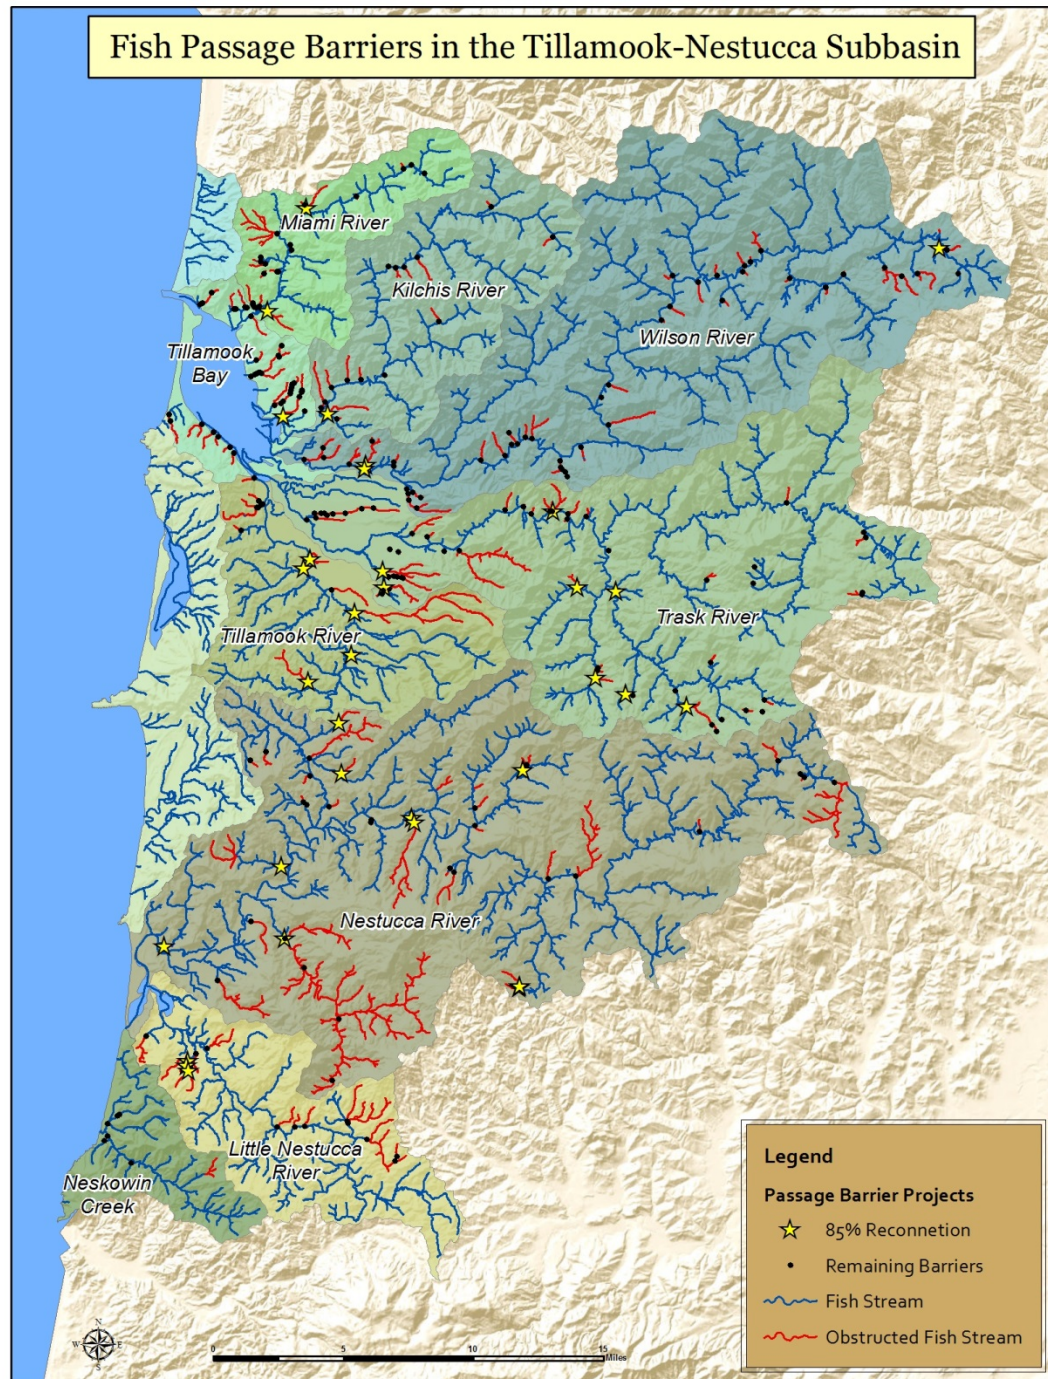 Fish Passage Barriers in the Tillamook-Nestucca Subbasin
Miami River
Kilchis River
Wilson River
Tillamook
Bay
Trask River
Tillamook River
Nestucca River
Little Nestucca
River
Neskowin
Creek
Legend
Passage Barrier Projects
85% Reconnetion
Remaining Barriers
Fish Stream
Obstructed Fish Stream
N
W
E
S
0
5
10
15
Miles